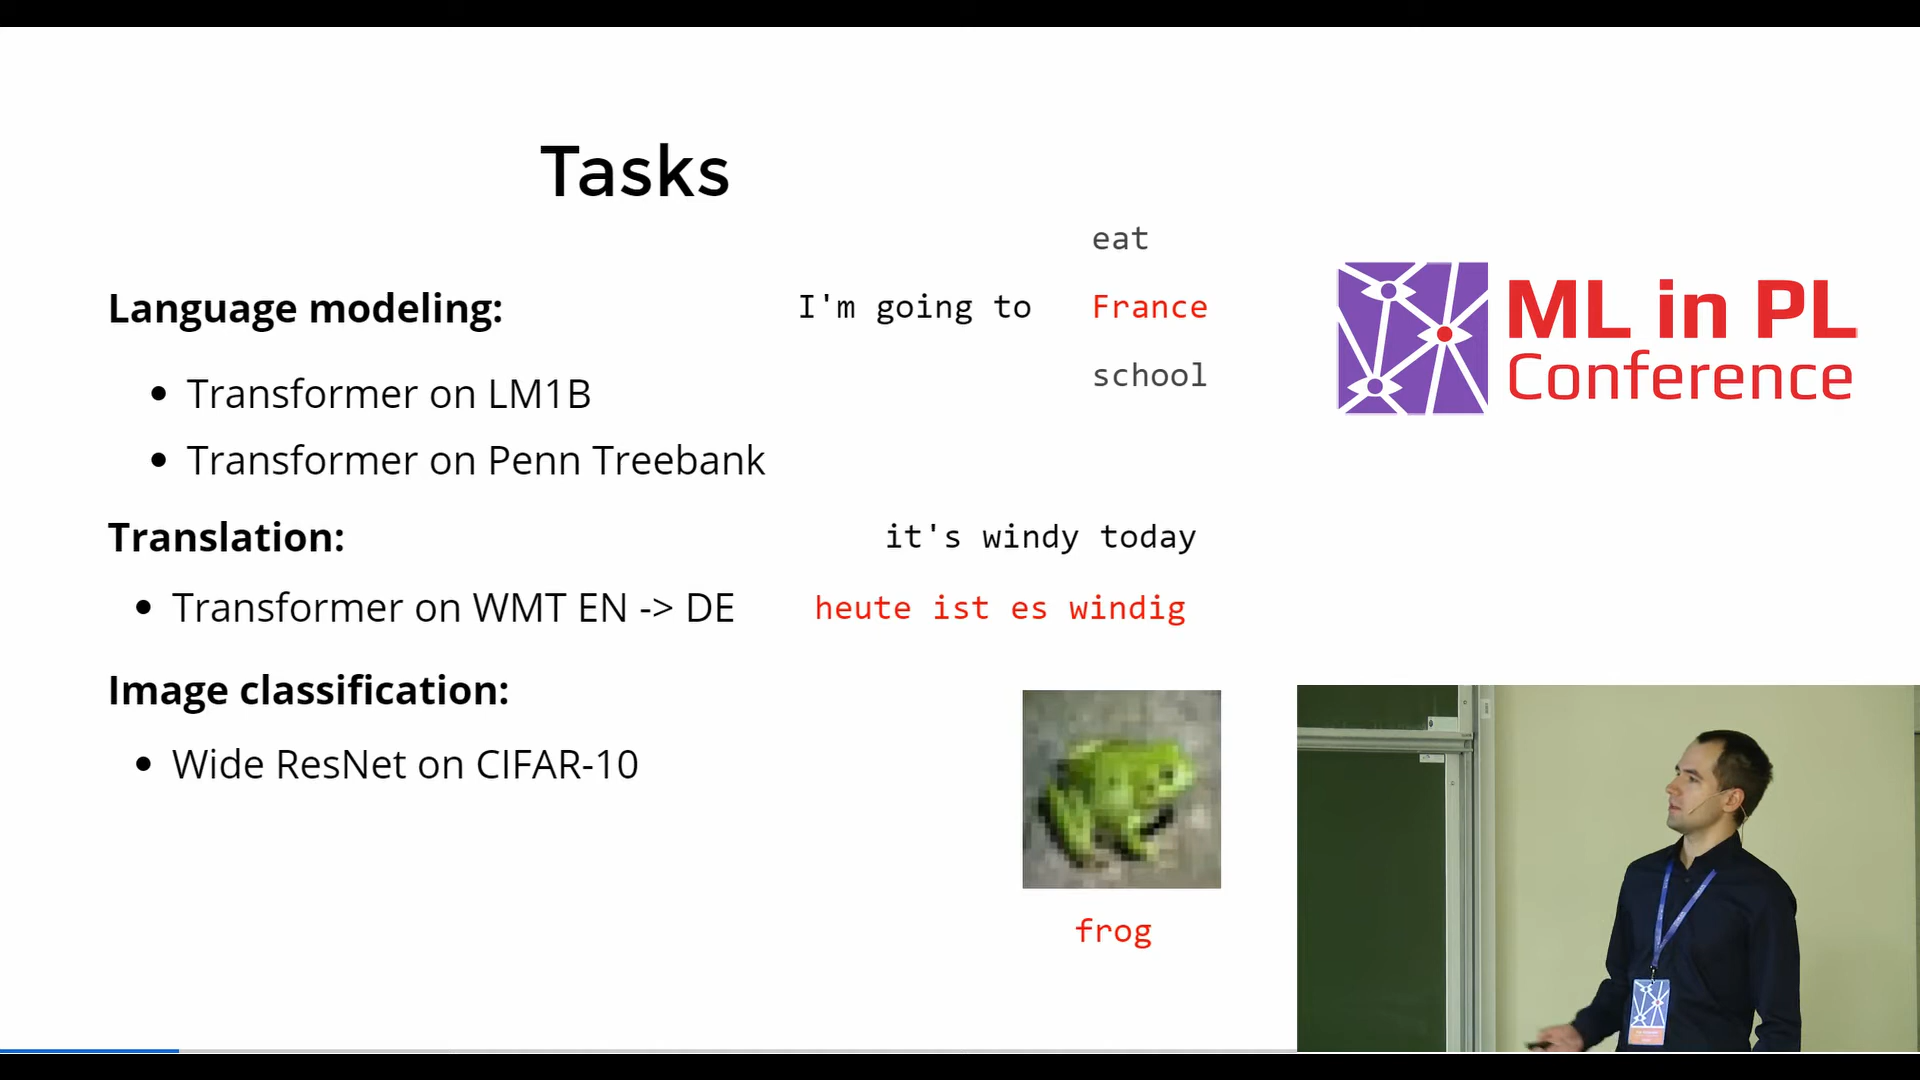 Tasks
Language modeling:
• Transformer on LM1B
• Transformer on Penn Treebank
eat
I'm going to France
school
Translation:
• Transformer on WMT EN -> DE
it's windy today
heute ist es windig
Image classification:
• Wide ResNet on CIFAR-10
frog
ML in PL
Conference